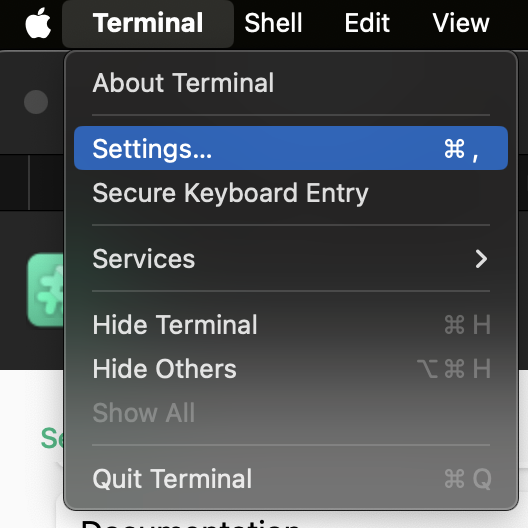 Terminal Shell Edit View
About Terminal
Settings... ⌘ ,
Secure Keyboard Entry
Services
Hide Terminal ⌘ H
Hide Others ⌥ ⌘ H
Show All
Quit Terminal ⌘ Q